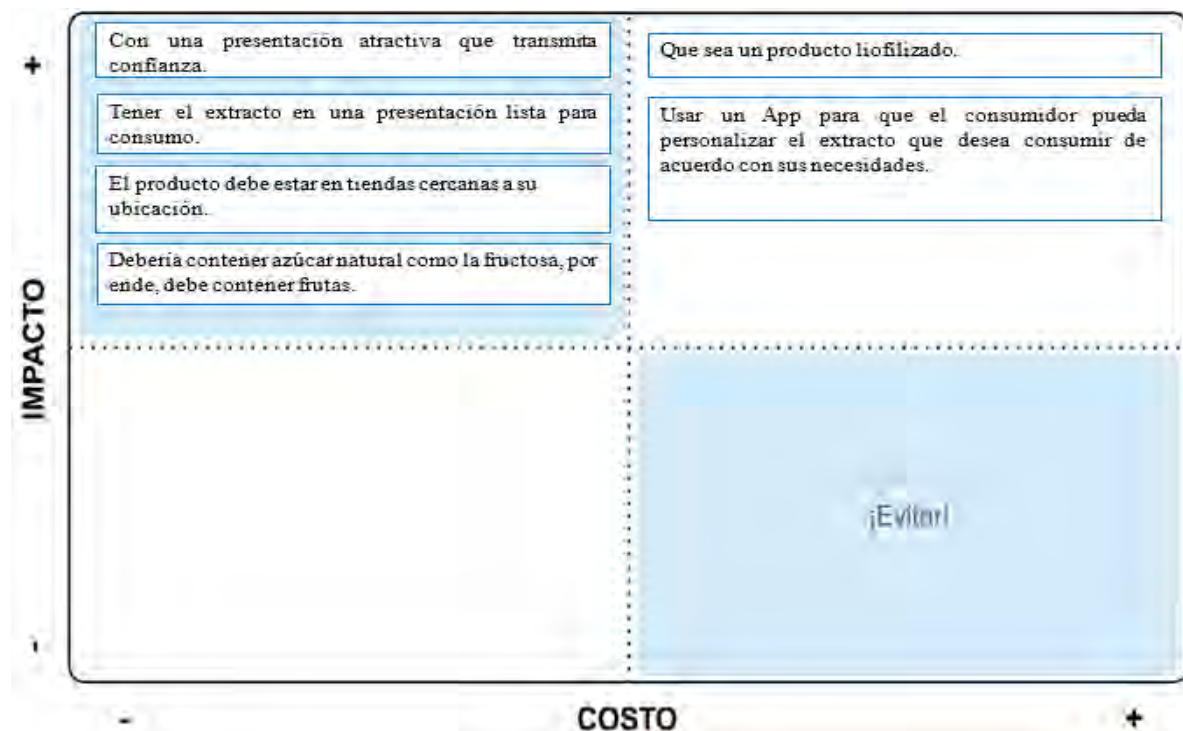 +
Con una presentación atractiva que transmita
confianza.
Tener el extracto en una presentación lista para
consumo.
El producto debe estar en tiendas cercanas a su
ubicación.
Debería contener azúcar natural como la fructosa, por
ende, debe contener frutas.
Que sea un producto liofilizado.
Usar un App para que el consumidor pueda
personalizar el extracto que desea consumir de
acuerdo con sus necesidades.
IMPACTO
¡Evitar!
-
-
COSTO
+